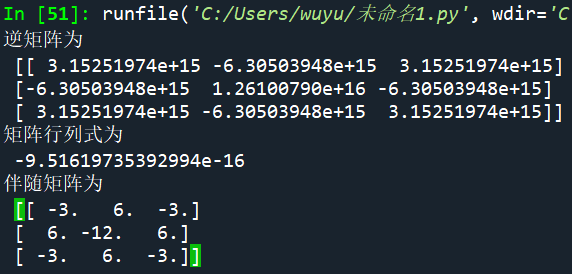 In [51]: runfile('C:/Users/wuyu/未命名1.py', wdir='C
逆矩阵为
[[ 3.15251974e+15 -6.30503948e+15  3.15251974e+15]
[-6.30503948e+15  1.26100790e+16 -6.30503948e+15]
[ 3.15251974e+15 -6.30503948e+15  3.15251974e+15]]
矩阵行列式为
-9.51619735392994e-16
伴随矩阵为
[[ -3.   6.  -3.]
[  6. -12.   6.]
[ -3.   6.  -3.]]